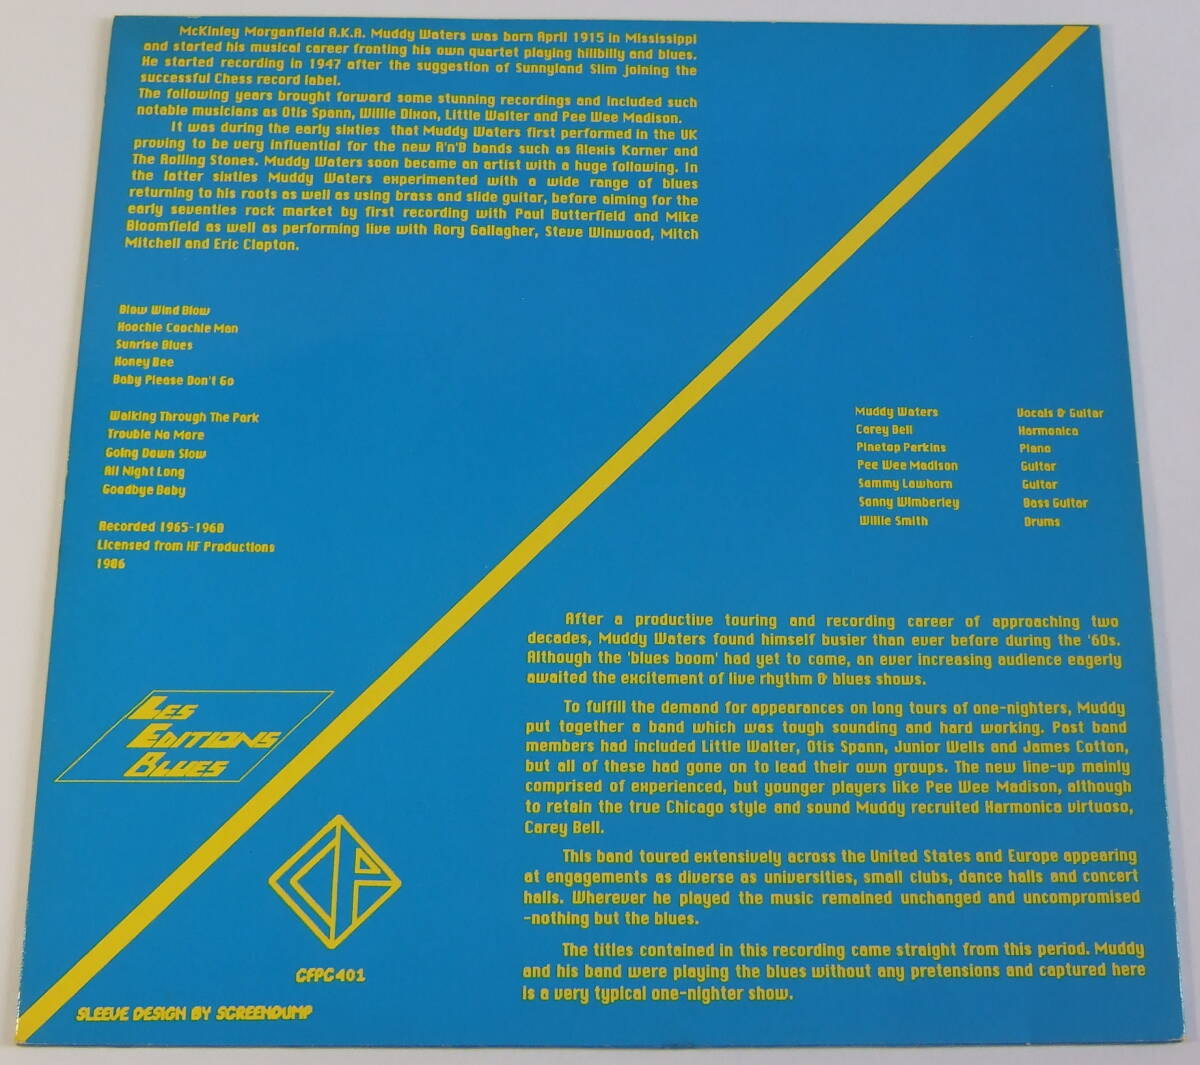 McKinley Morganfield A.K.A. Muddy Waters was born April 1915 in Mississippi
and started his musical career fronting his own quartet playing hillbilly and blues.
He started recording in 1947 after the suggestion of Sunnyland Slim joining the
successful Chess record label.
The following years brought forward some stunning recordings and included such
notable musicians as Otis Spann, Willie Dixon, Little Walter and Pee Wee Madison.
It was during the early sixties that Muddy Waters first performed in the UK
proving to be very influential for the new R'n'B bands such as Alexis Korner and
The Rolling Stones. Muddy Waters soon became an artist with a huge following. In
the latter sixties Muddy Waters experimented with a wide range of blues
returning to his roots as well as using brass and slide guitar, before aiming for the
early seventies rock market by first recording with Paul Butterfield and Mike
Bloomfield as well as performing live with Rory Gallagher, Steve Winwood, Mitch
Mitchell and Eric Clapton.
Blow Wind Blow
Hoochie Coochie Man
Sunrise Blues
Honey Bee
Baby Please Don't Go
Walking Through The Park
Trouble No More
Going Down Slow
All Night Long
Goodbye Baby
Recorded 1965-1968
Licensed from HF Productions
1986
Muddy Waters Vocals & Guitar
Carey Bell Harmonica
Pinetop Perkins Piano
Pee Wee Madison Guitar
Sammy Lawhorn Guitar
Sonny Wimberley Bass Guitar
Willie Smith Drums
After a productive touring and recording career of approaching two
decades, Muddy Waters found himself busier than ever before during the '60s.
Although the 'blues boom' had yet to come, an ever increasing audience eagerly
awaited the excitement of live rhythm & blues shows.
To fulfill the demand for appearances on long tours of one-nighters, Muddy
put together a band which was tough sounding and hard working. Past band
members had included Little Walter, Otis Spann, Junior Wells and James Cotton,
but all of these had gone on to lead their own groups. The new line-up mainly
comprised of experienced, but younger players like Pee Wee Madison, although
to retain the true Chicago style and sound Muddy recruited Harmonica virtuoso,
Carey Bell.
This band toured extensively across the United States and Europe appearing
at engagements as diverse as universities, small clubs, dance halls and concert
halls. Wherever he played the music remained unchanged and uncompromised
-nothing but the blues.
The titles contained in this recording came straight from this period. Muddy
and his band were playing the blues without any pretensions and captured here
is a very typical one-nighter show.
LES
EDITIONS
BLUES
CP
CFPC401
SLEEVE DESIGN BY SCREENDUMP